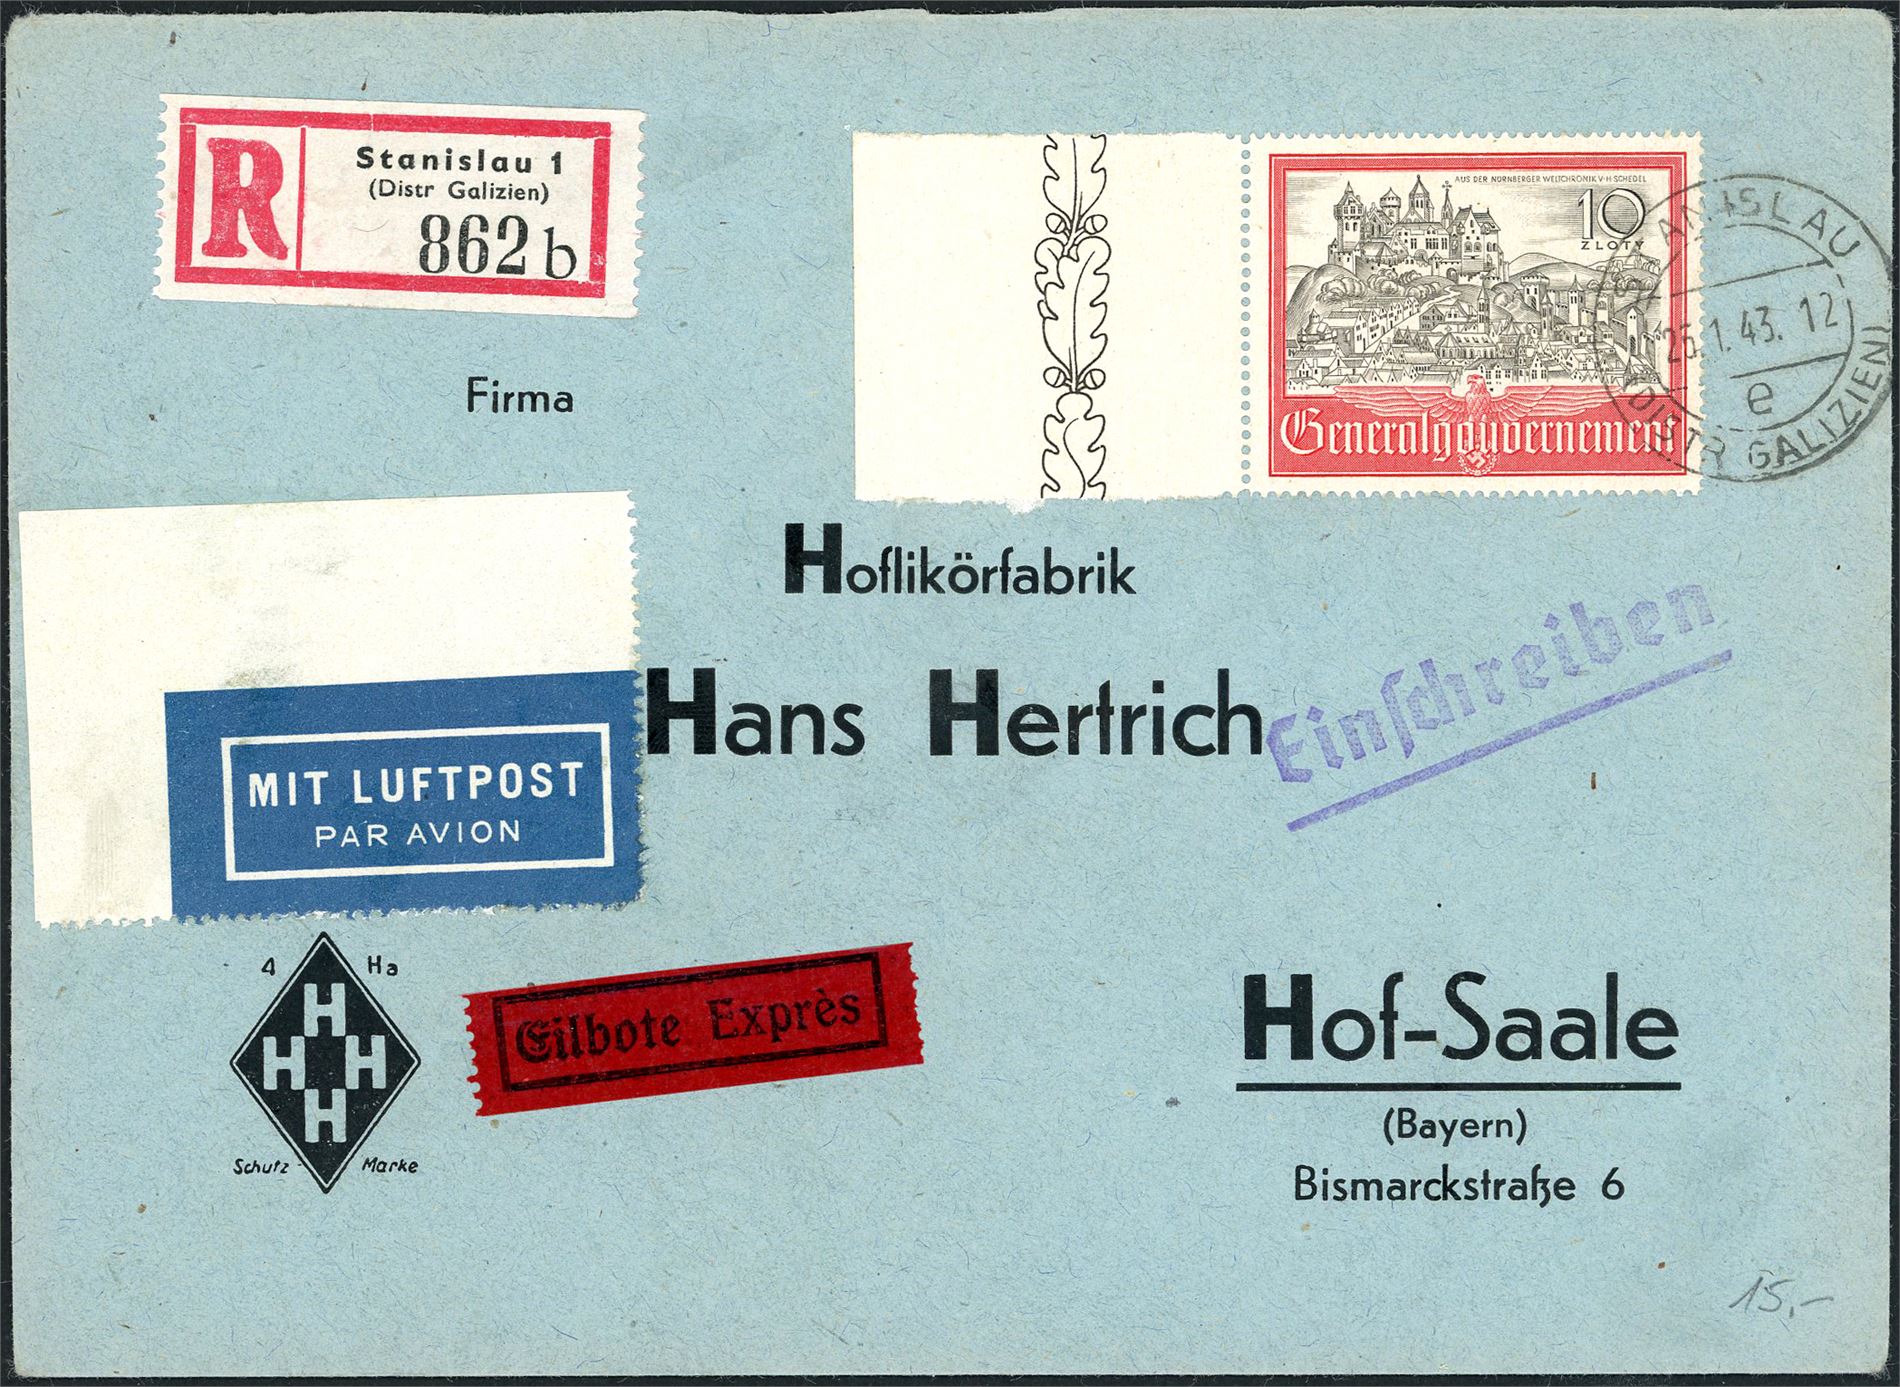 R
Stanislau 1
(Distr Galizien)
862 b
AUS DER NÜRNBERGER WELTCHRONIK V·H·SCHEDEL
10
ZLOTY
Generalgouvernement
STANISLAU
26.1.43. 12
e
(DISTR GALIZIEN)
Firma
Hoflikörfabrik
Hans Hertrich
Einschreiben
MIT LUFTPOST
PAR AVION
4 Ha
H
H H
H
Schutz - Marke
Eilbote Exprès
Hof-Saale
(Bayern)
Bismarckstraße 6
15,-